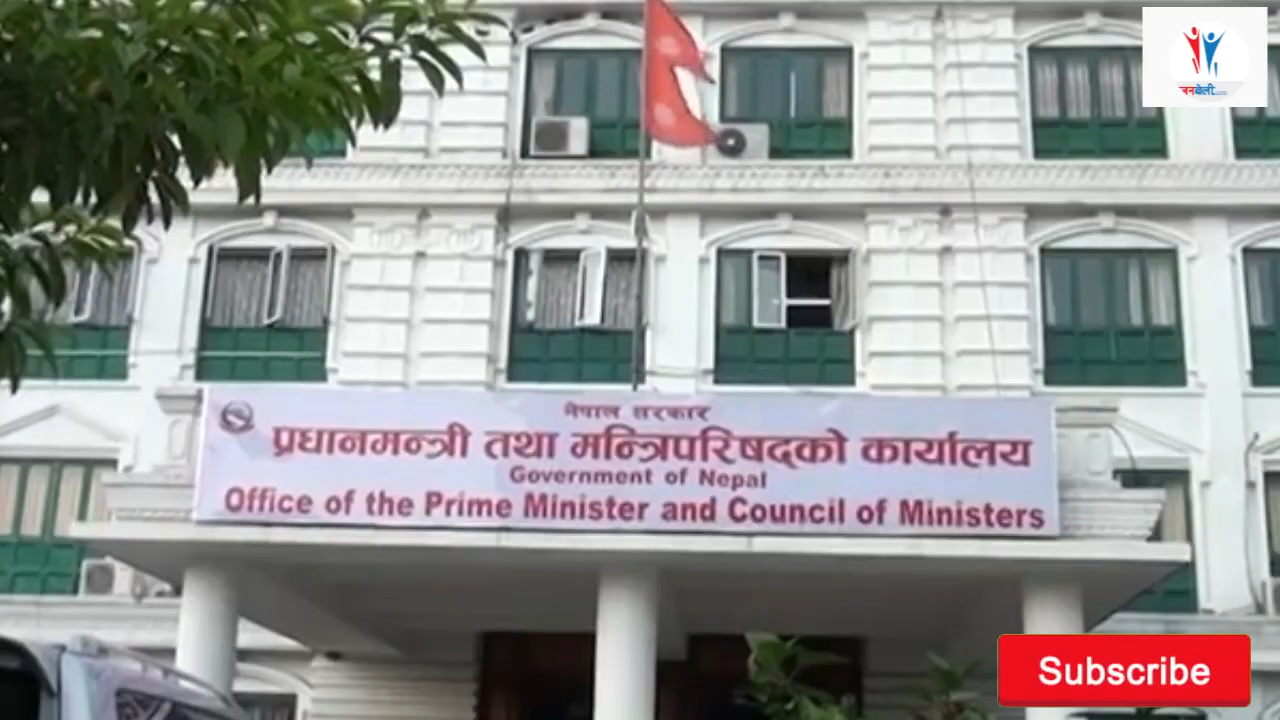 जनबोली
नेपाल सरकार
प्रधानमन्त्री तथा मन्त्रिपरिषदको कार्यालय
Government of Nepal
Office of the Prime Minister and Council of Ministers
Subscribe